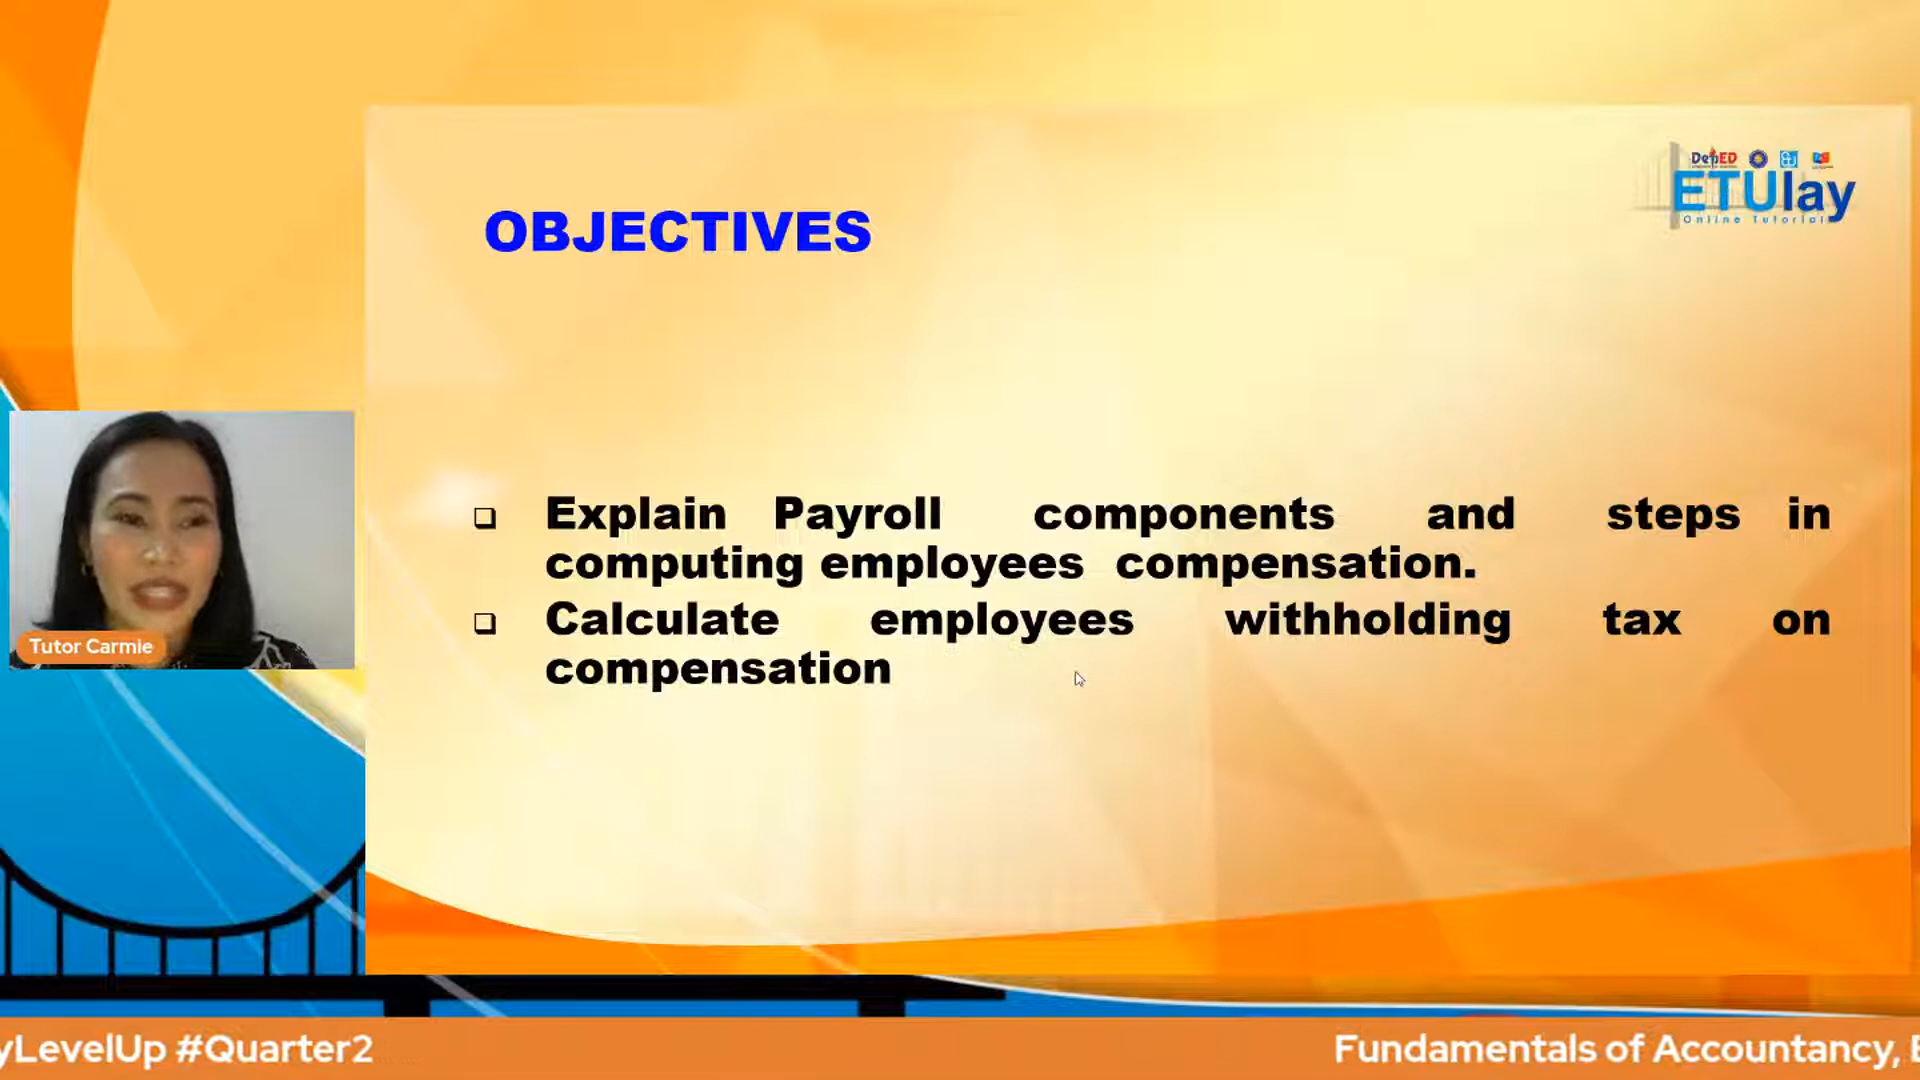 DepED
ETUlay
Online Tutorial
OBJECTIVES
❑ Explain Payroll components and steps in
computing employees compensation.
❑ Calculate employees withholding tax on
compensation
Tutor Carmie
yLevelUp #Quarter2
Fundamentals of Accountancy,